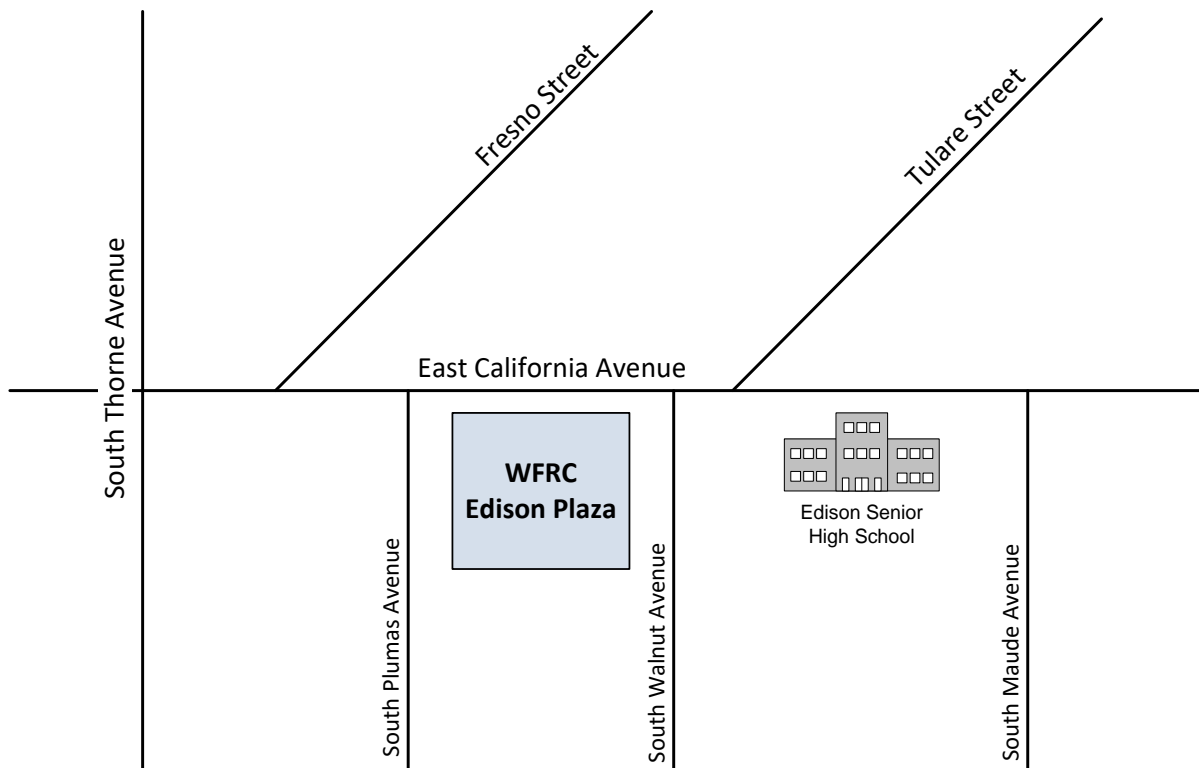 Fresno Street
Tulare Street
South Thorne Avenue
East California Avenue
WFRC
Edison Plaza
Edison Senior
High School
South Plumas Avenue
South Walnut Avenue
South Maude Avenue